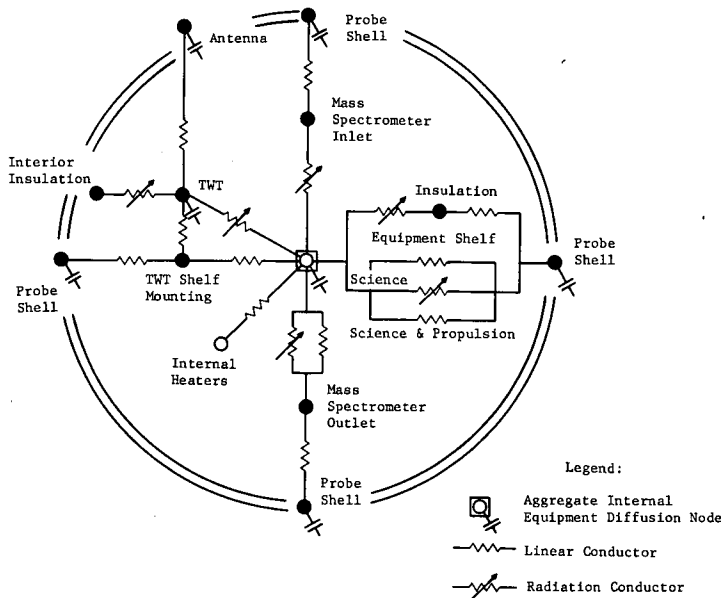 Antenna
Probe
Shell
Mass
Spectrometer
Inlet
Interior
Insulation
TWT
Insulation
Equipment Shelf
Probe
Shell
Probe
Shell
TWT Shelf
Mounting
Science
Science & Propulsion
Internal
Heaters
Mass
Spectrometer
Outlet
Probe
Shell
Legend:
Aggregate Internal
Equipment Diffusion Node
Linear Conductor
Radiation Conductor